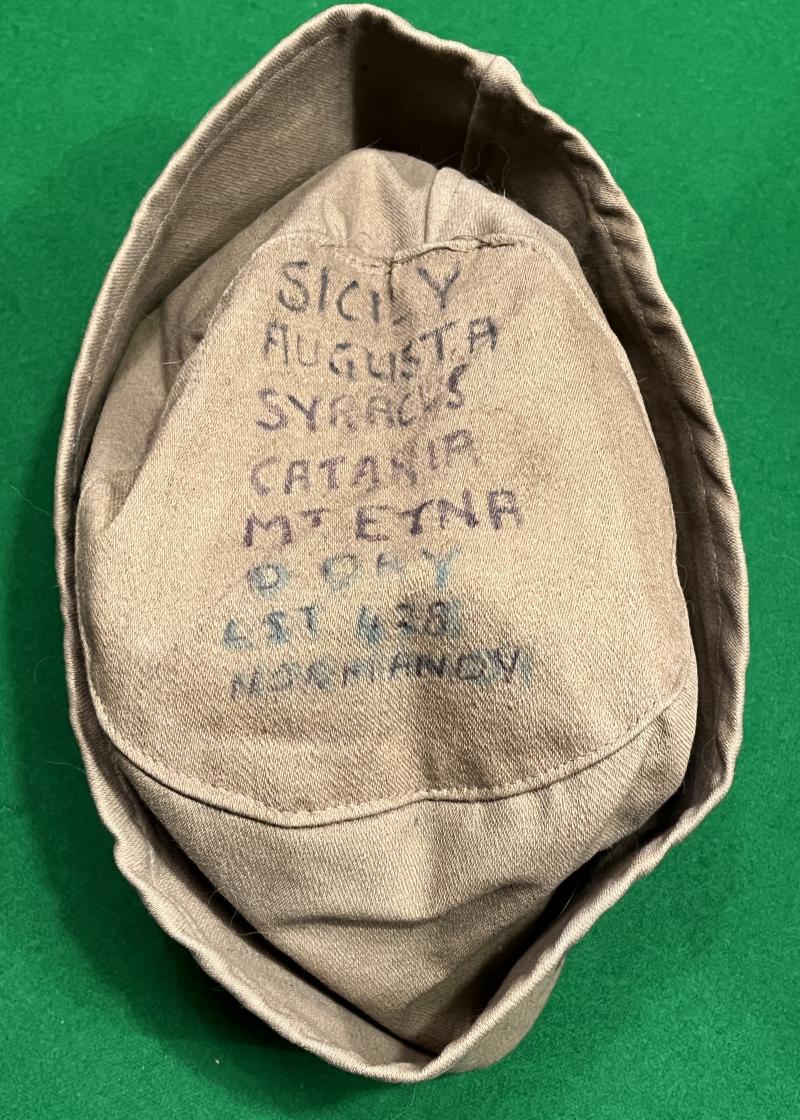 SICILY
AUGUSTA
SYRACUS
CATANIA
MT ETNA
D DAY
LST 428
NORMANDY